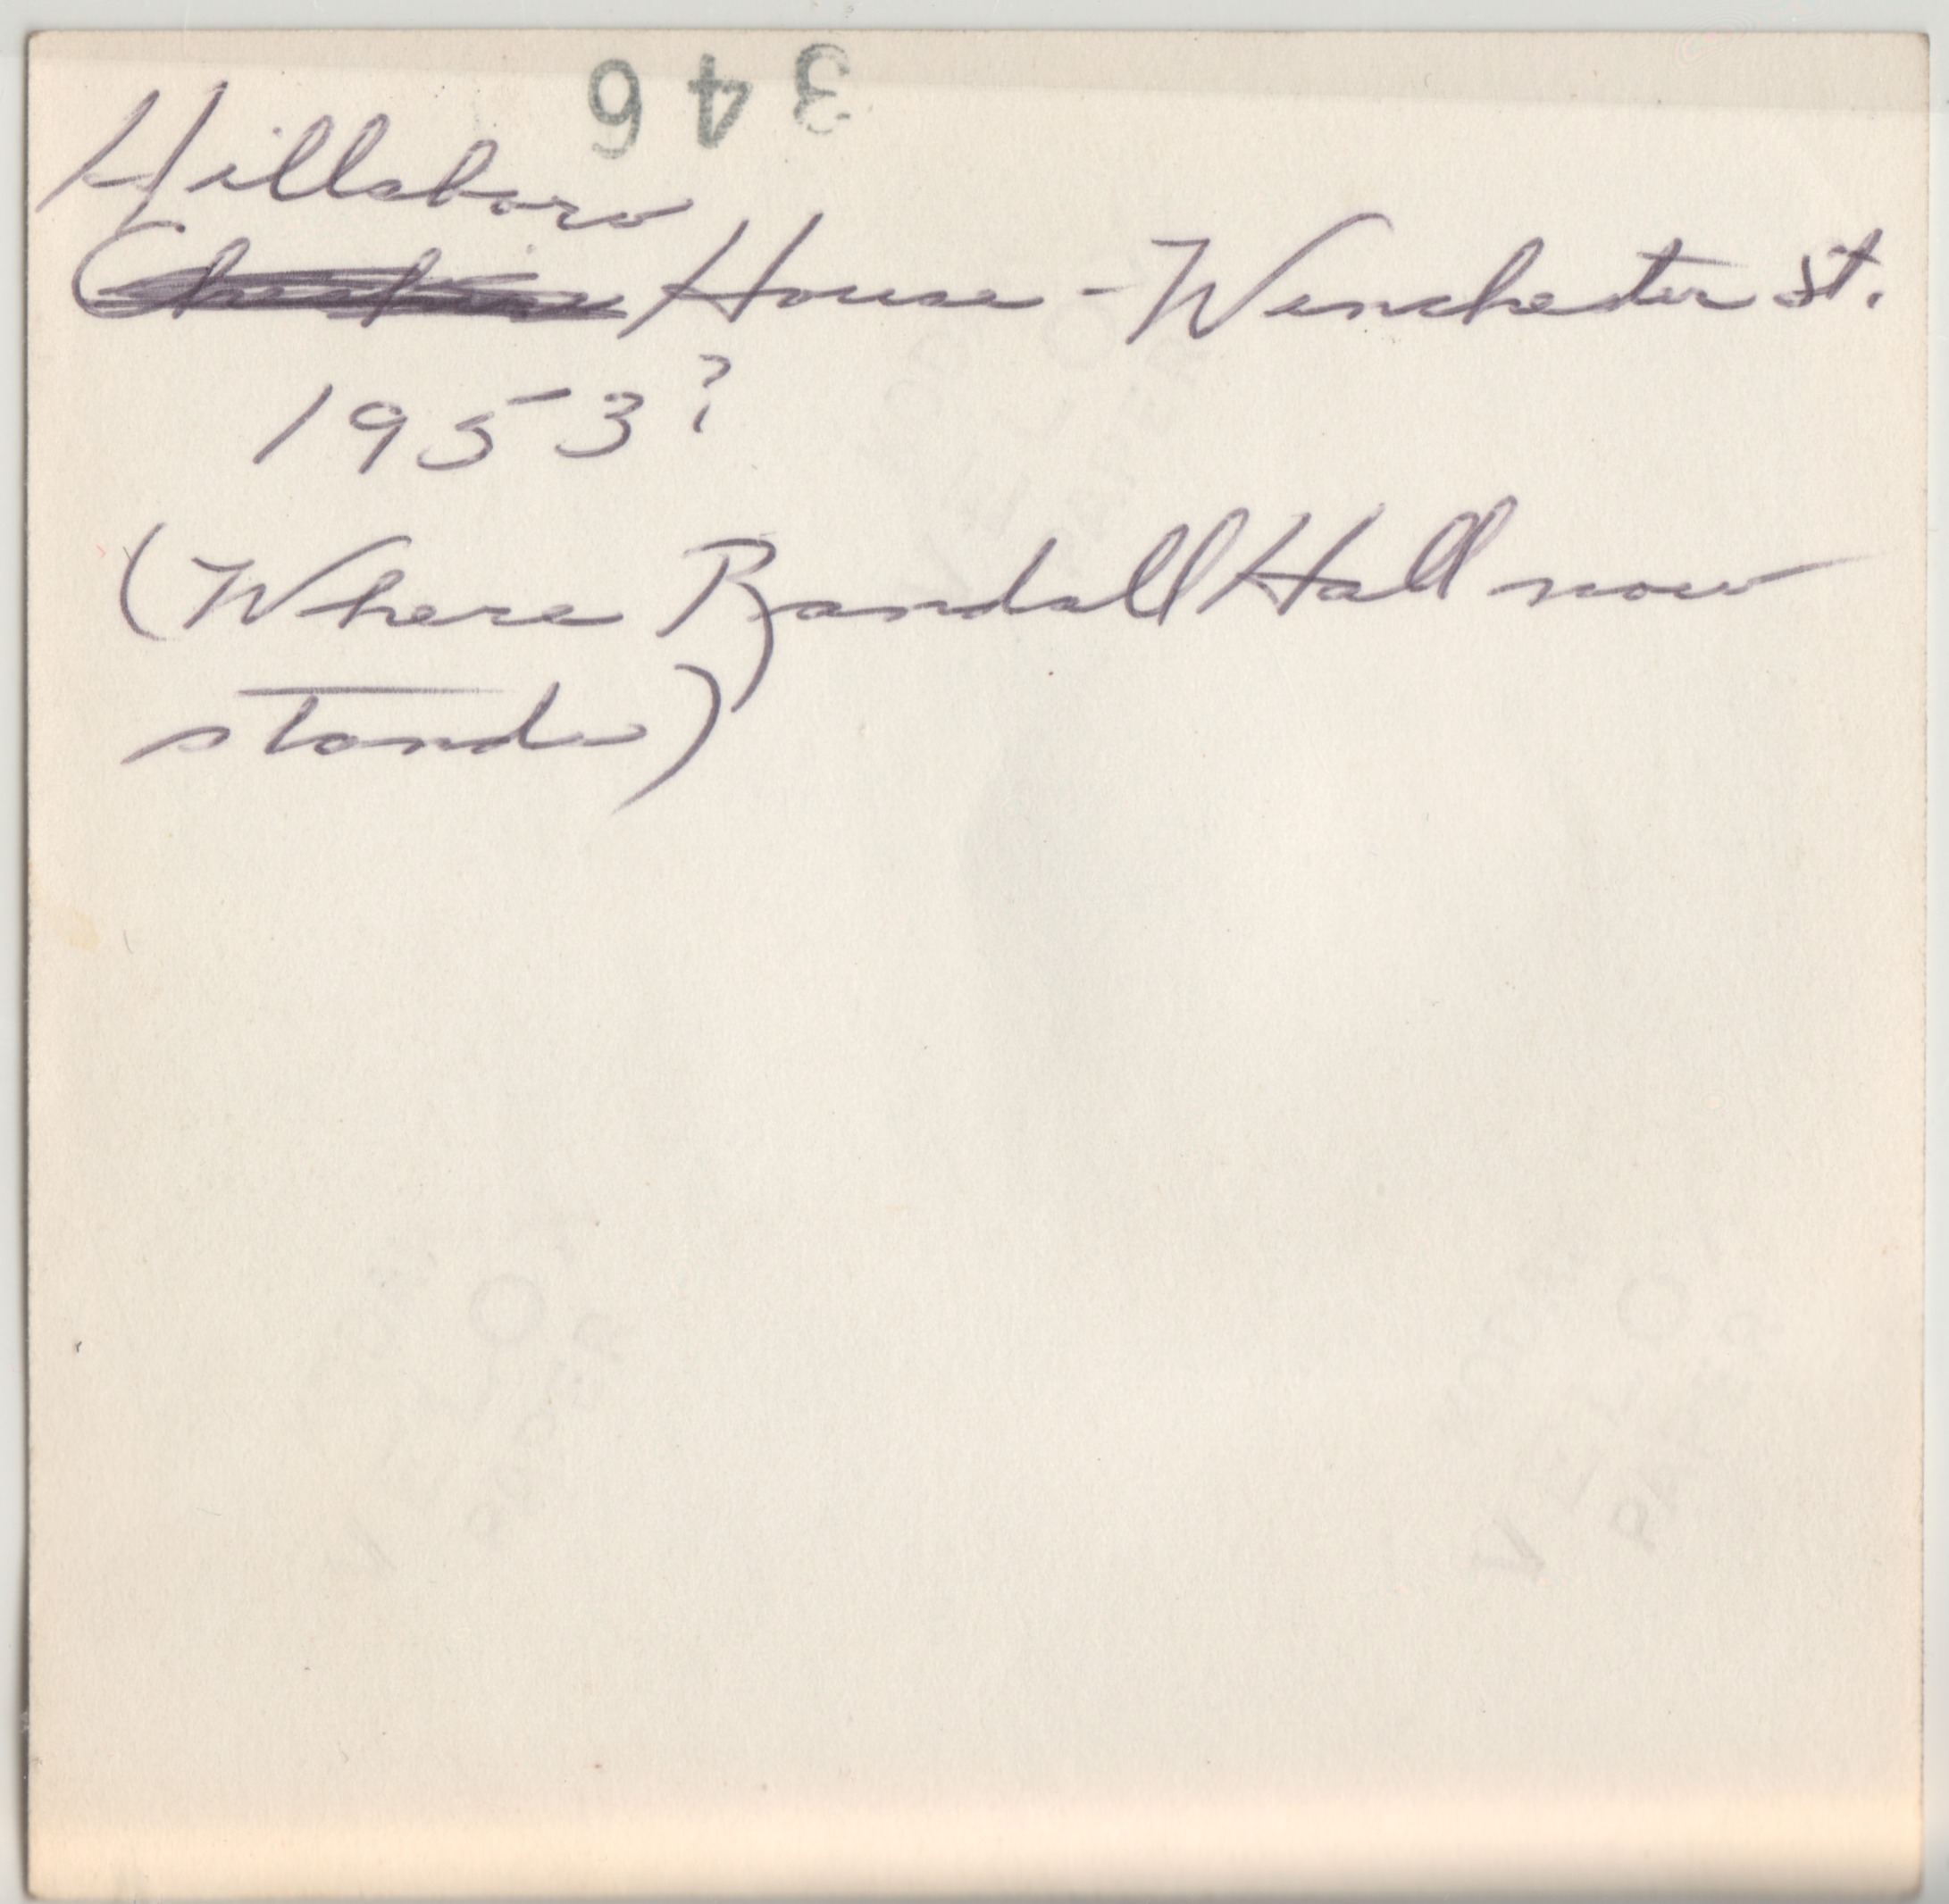 346
Hillsboro
House - Winchester St.
1953?
(Where Randall Hall now
stands)